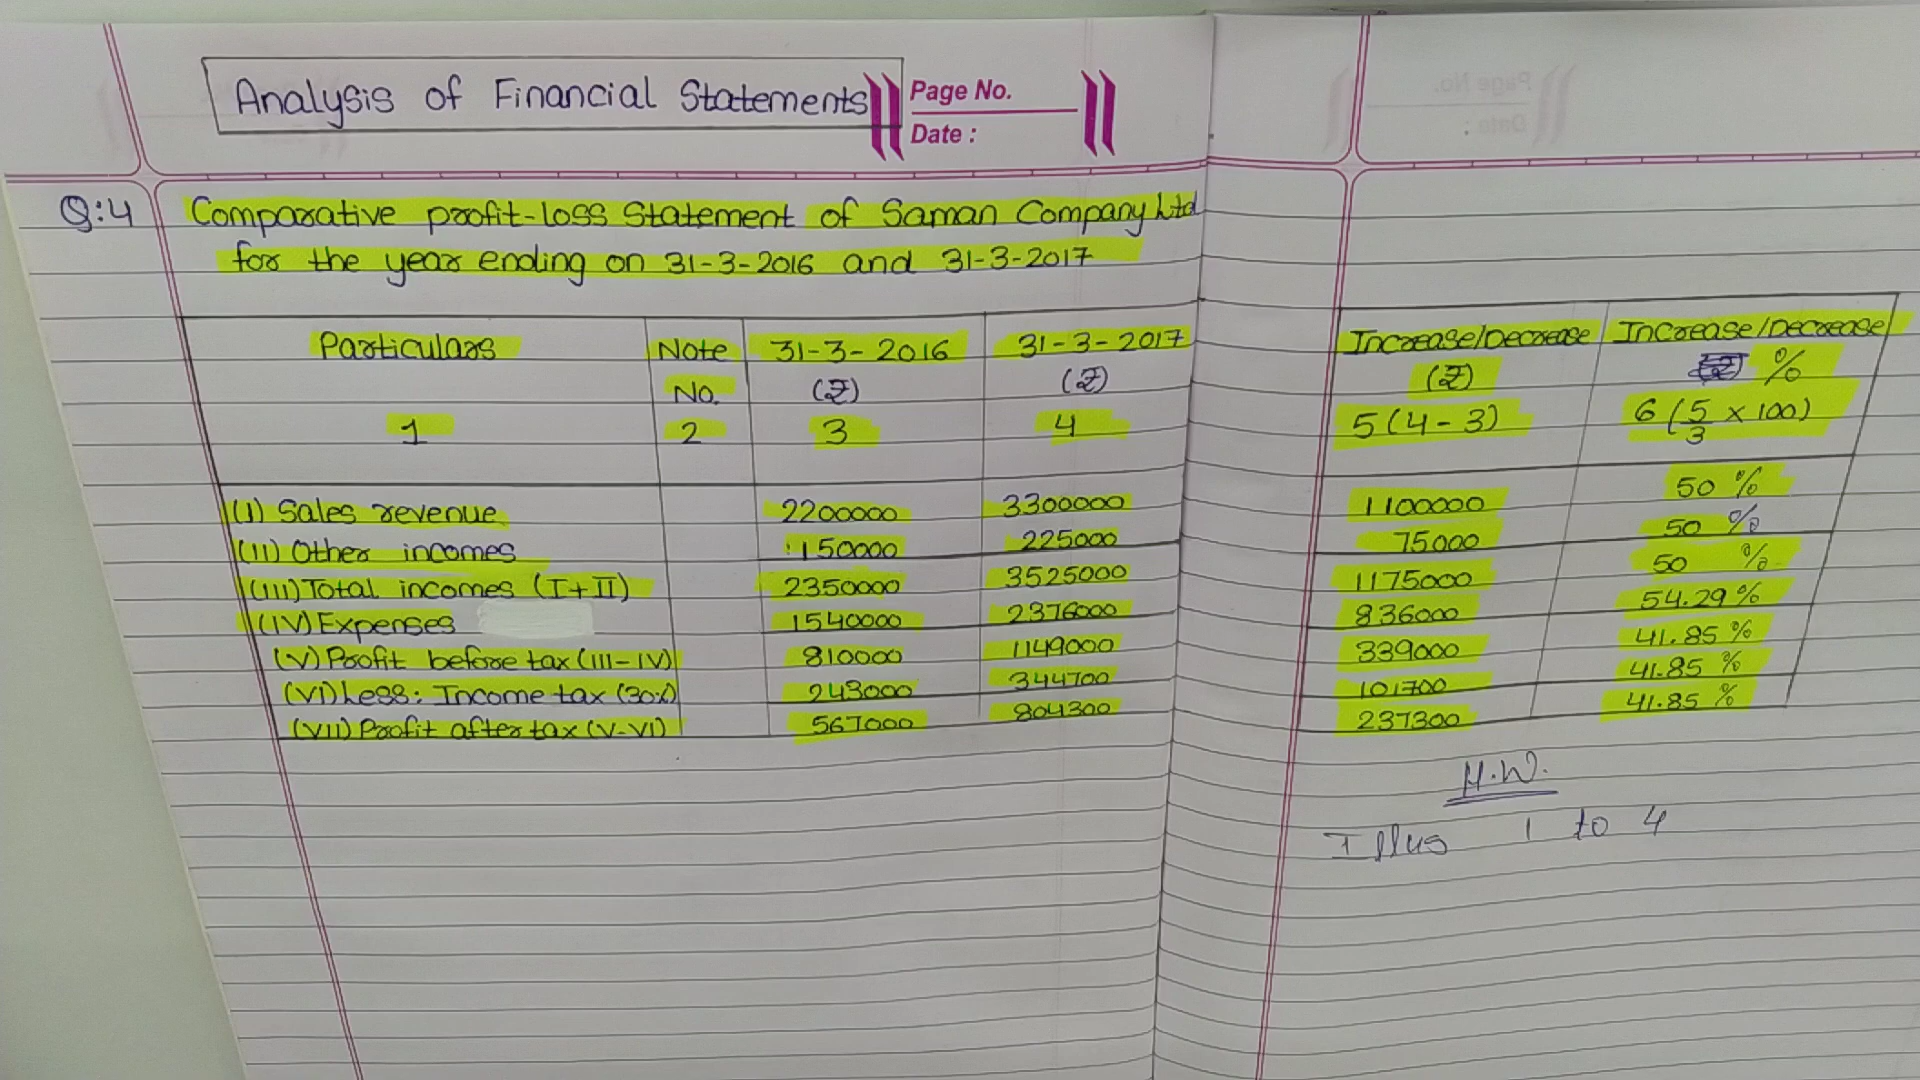 Analysis of Financial Statements
Page No.
Date :
Q:4 Comparative profit-loss Statement of Saman Company Ltd
for the year ending on 31-3-2016 and 31-3-2017
Particulars Note 31-3-2016 31-3-2017 Increase/Decrease Increase/Decrease
No. (₹) (₹) (₹) %
1 2 3 4 5 (4-3) 6 (5/3 x 100)
(I) Sales revenue 2200000 3300000 1100000 50 %
(II) Other incomes 150000 225000 75000 50 %
(III) Total incomes (I+II) 2350000 3525000 1175000 50 %
(IV) Expenses 1540000 2376000 836000 54.29 %
(V) Profit before tax (III-IV) 810000 1149000 339000 41.85 %
(VI) Less: Income tax (30%) 243000 344700 101700 41.85 %
(VII) Profit after tax (V-VI) 567000 804300 237300 41.85 %
H.W.
Illus 1 to 4